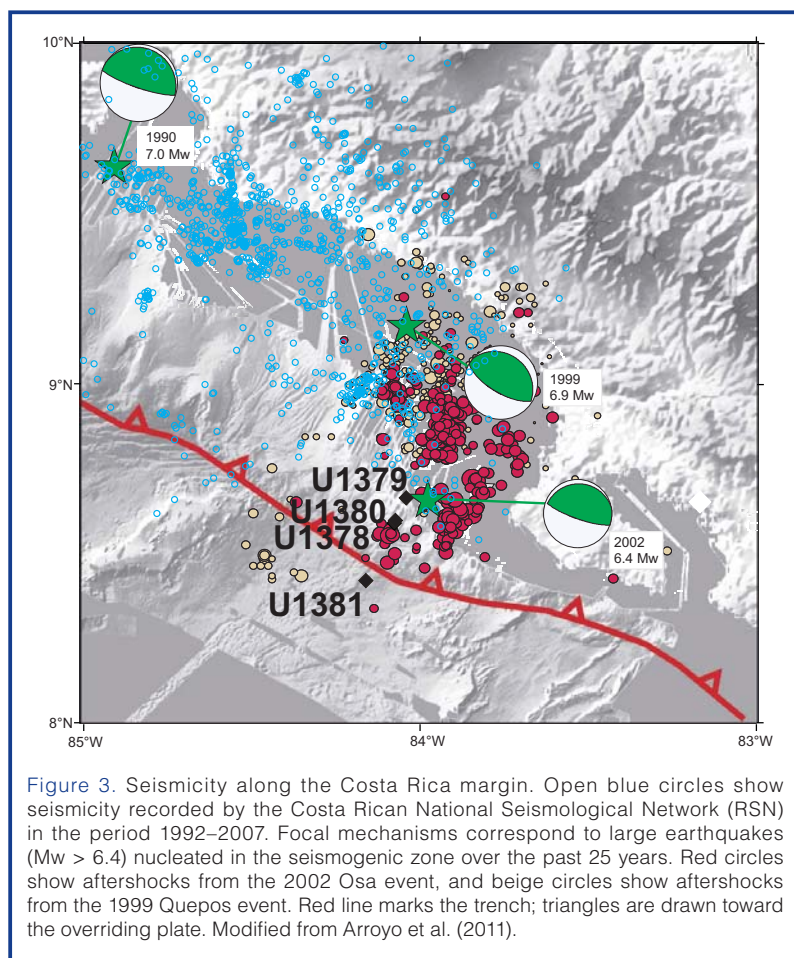 10°N
1990
7.0 Mw
9°N
1999
6.9 Mw
U1379
U1380
U1378
2002
6.4 Mw
U1381
8°N
85°W
84°W
83°W
Figure 3. Seismicity along the Costa Rica margin. Open blue circles show
seismicity recorded by the Costa Rican National Seismological Network (RSN)
in the period 1992–2007. Focal mechanisms correspond to large earthquakes
(Mw > 6.4) nucleated in the seismogenic zone over the past 25 years. Red circles
show aftershocks from the 2002 Osa event, and beige circles show aftershocks
from the 1999 Quepos event. Red line marks the trench; triangles are drawn toward
the overriding plate. Modified from Arroyo et al. (2011).